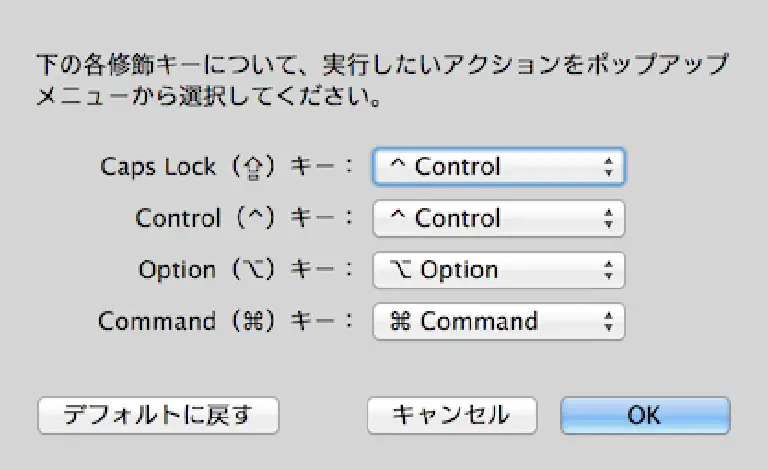 下の各修飾キーについて、実行したいアクションをポップアップ
メニューから選択してください。
Caps Lock（⇪）キー： ^ Control
Control（^）キー： ^ Control
Option（⌥）キー： ⌥ Option
Command（⌘）キー： ⌘ Command
デフォルトに戻す キャンセル OK